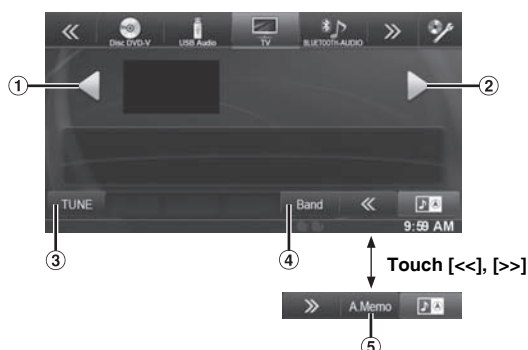 << Disc DVD-V USB Audio TV BLUETOOTH-AUDIO >>
1
2
TUNE Band <<
9:59 AM
3
4
Touch [<<], [>>]
>> A.Memo
5